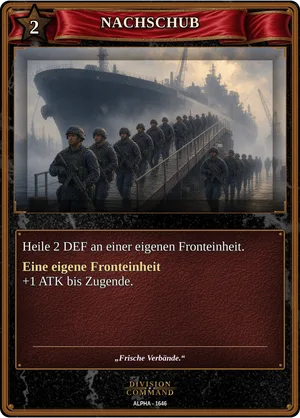 2
NACHSCHUB
Heile 2 DEF an einer eigenen Fronteinheit.
Eine eigene Fronteinheit
+1 ATK bis Zugende.
„Frische Verbände.“
DIVISION
COMMAND
ALPHA - 1646